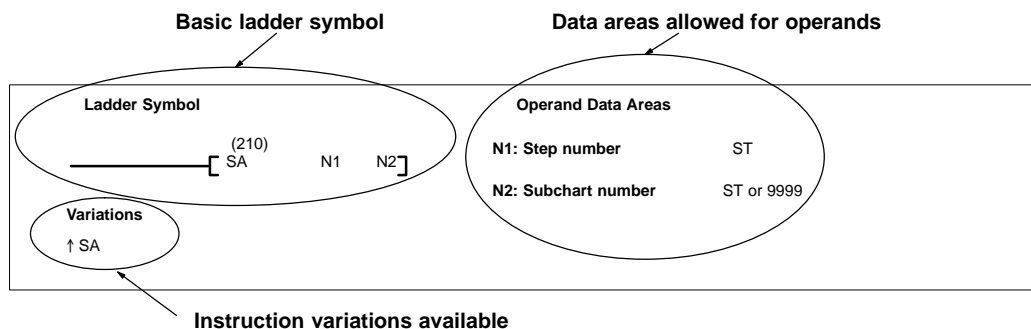 Basic ladder symbol
Data areas allowed for operands
Ladder Symbol
(210)
SA N1 N2
Variations
↑ SA
Operand Data Areas
N1: Step number ST
N2: Subchart number ST or 9999
Instruction variations available